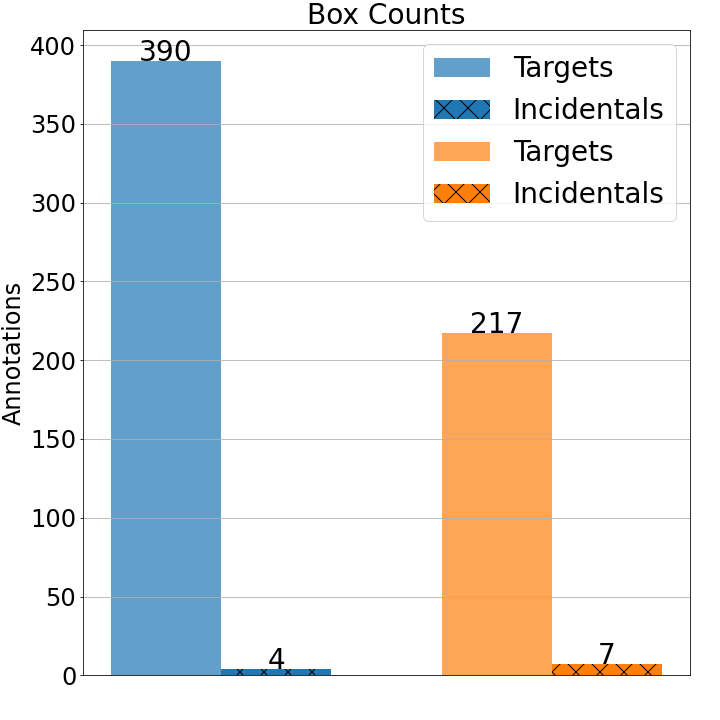 Box Counts
400
350
300
250
200
150
100
50
0
Annotations
390
4
217
7
Targets
Incidentals
Targets
Incidentals